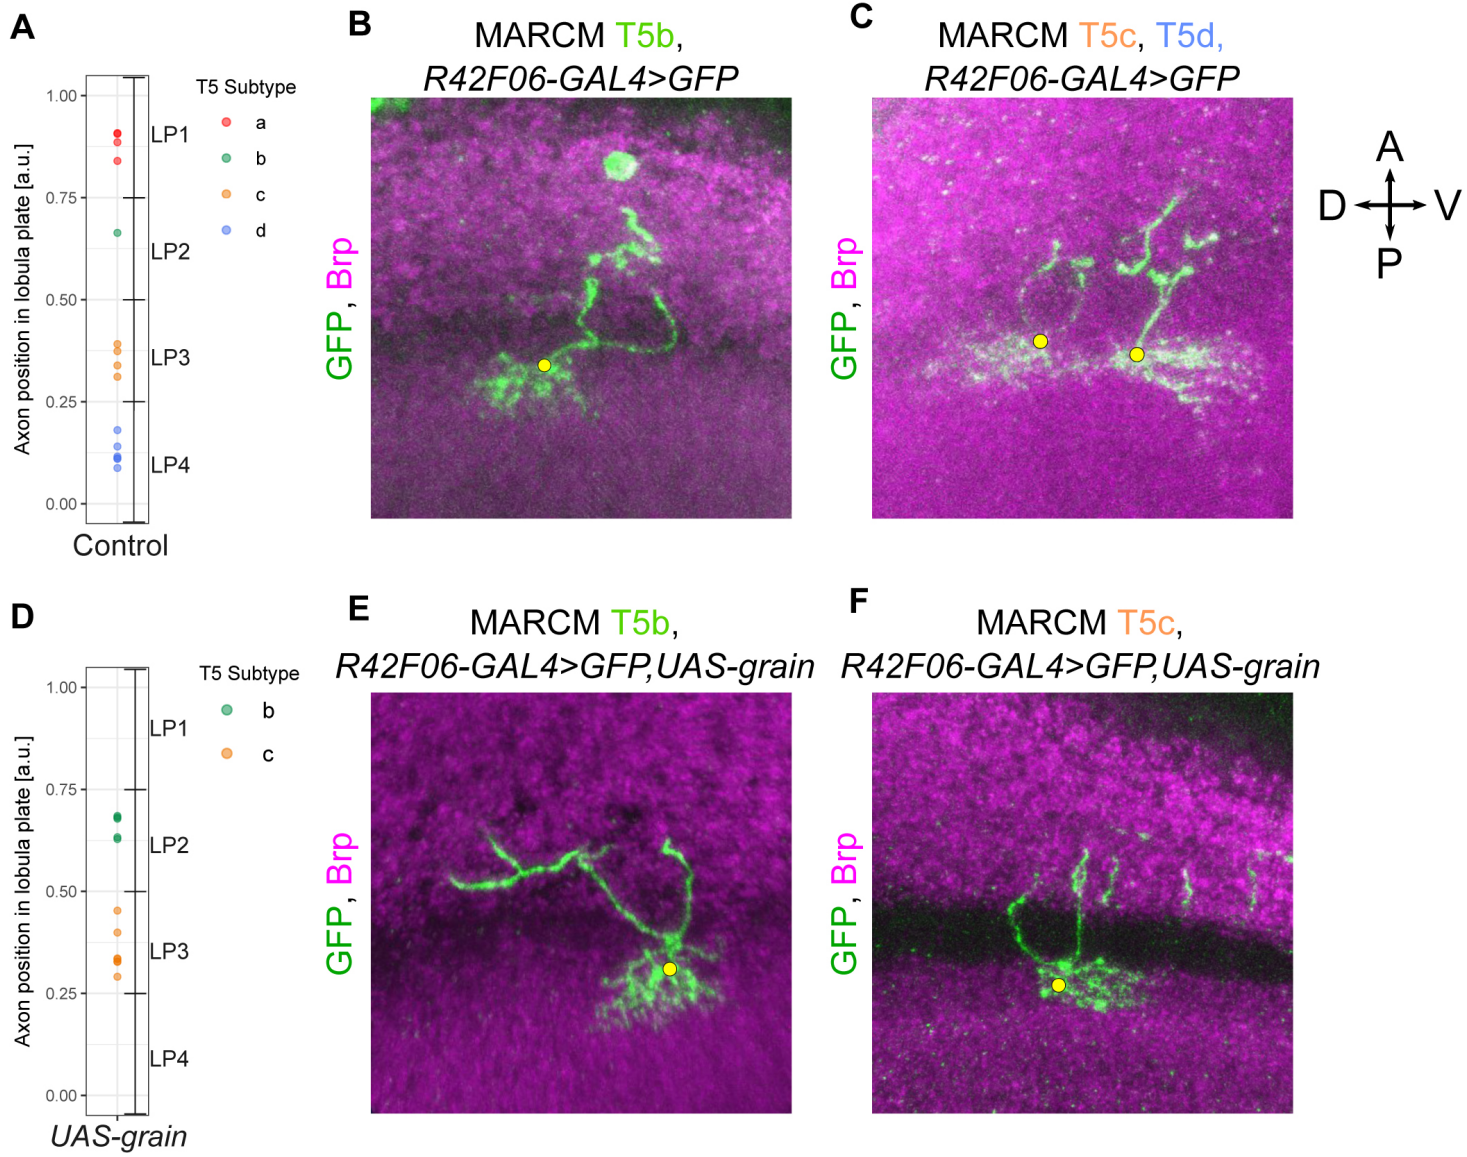 A
T5 Subtype
a
b
c
d
Axon position in lobula plate [a.u.]
1.00
0.75
0.50
0.25
0.00
LP1
LP2
LP3
LP4
Control
B
MARCM T5b,
R42F06-GAL4>GFP
GFP, Brp
C
MARCM T5c, T5d,
R42F06-GAL4>GFP
GFP, Brp
A
D V
P
D
T5 Subtype
b
c
Axon position in lobula plate [a.u.]
1.00
0.75
0.50
0.25
0.00
LP1
LP2
LP3
LP4
UAS-grain
E
MARCM T5b,
R42F06-GAL4>GFP,UAS-grain
GFP, Brp
F
MARCM T5c,
R42F06-GAL4>GFP,UAS-grain
GFP, Brp